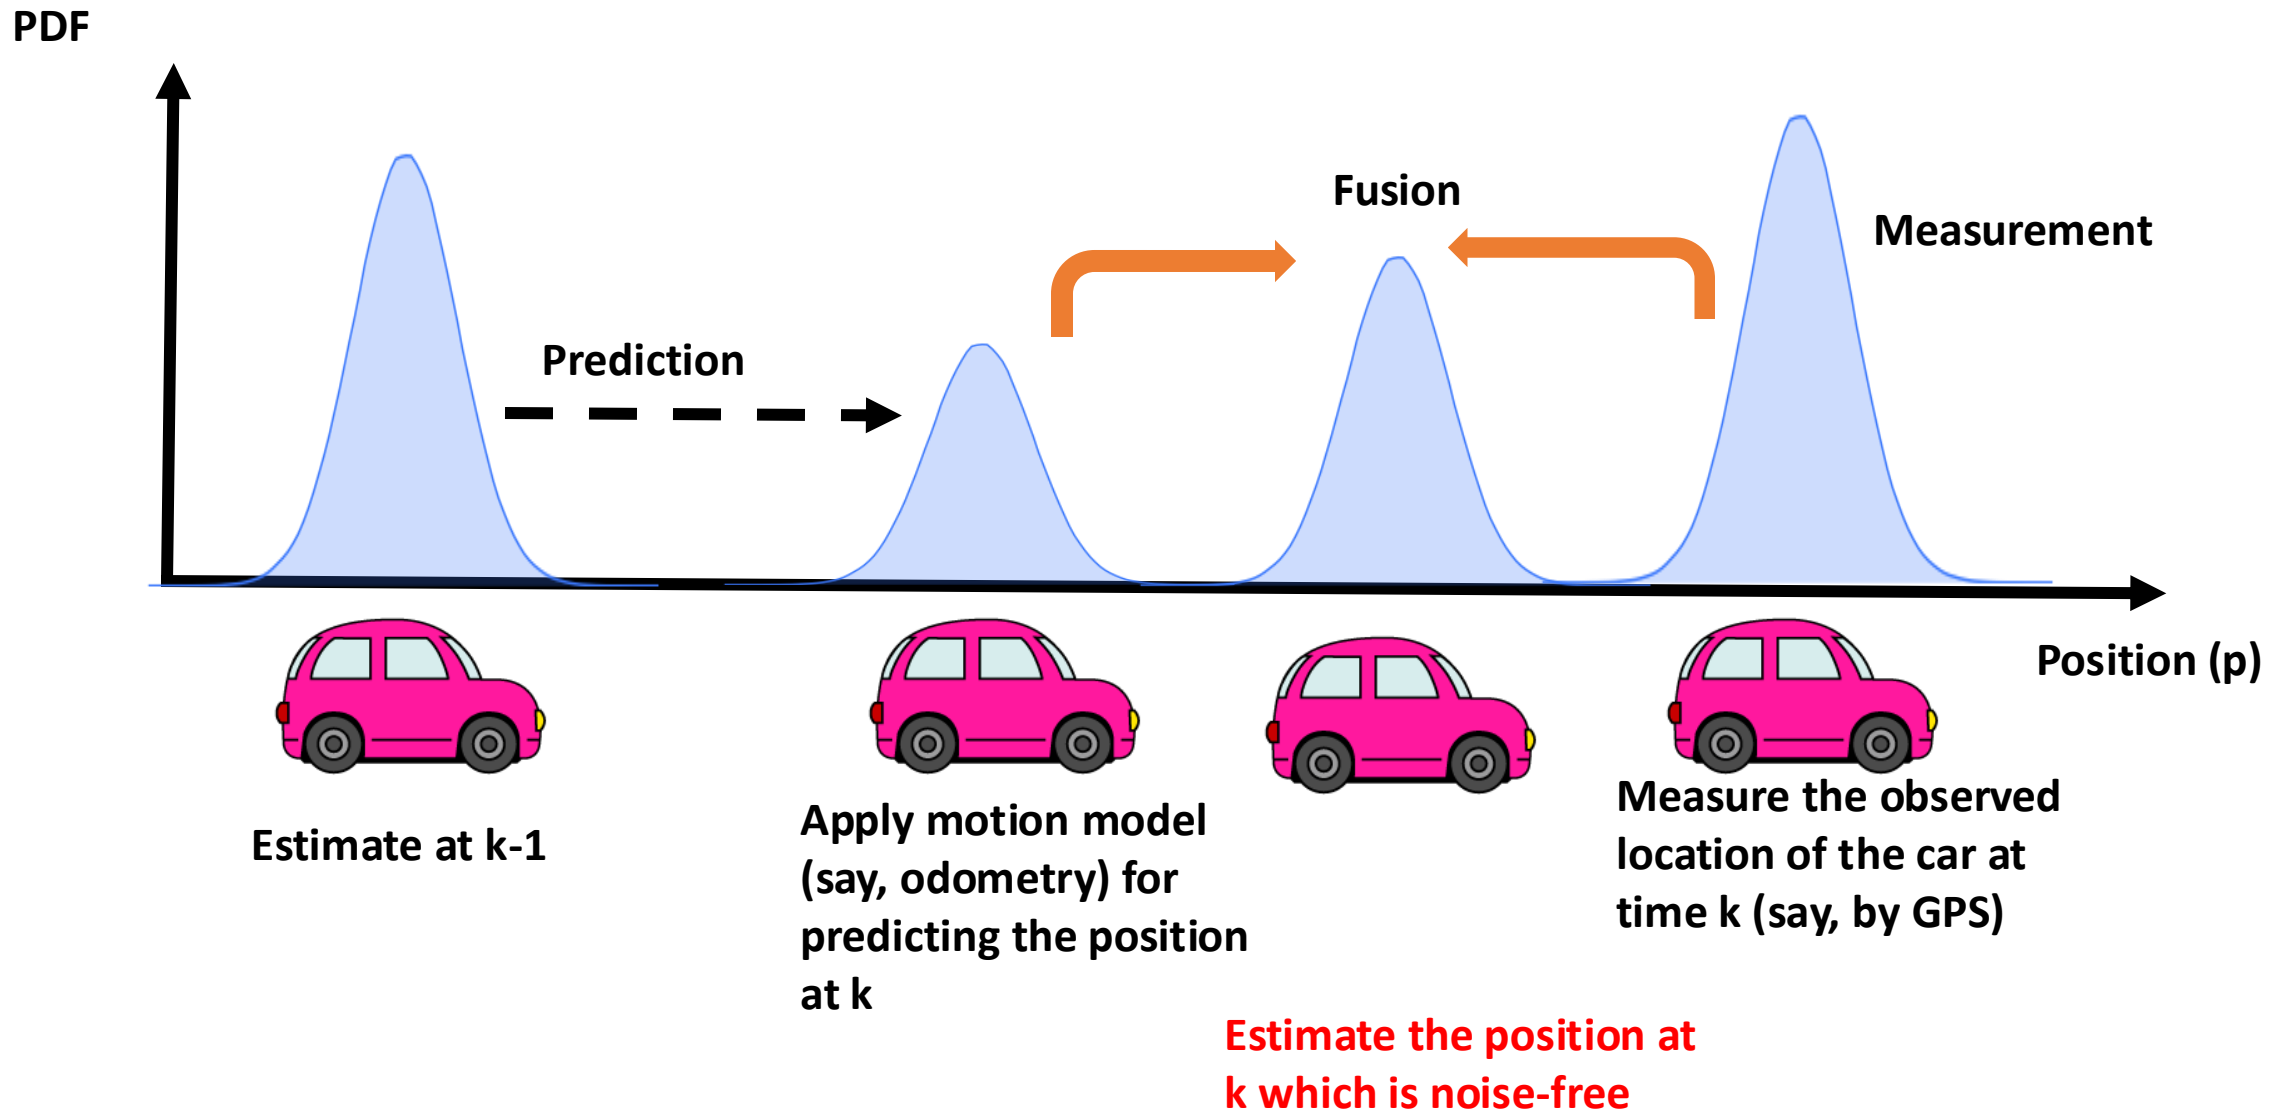 PDF
Fusion
Measurement
Prediction
Position (p)
Estimate at k-1
Apply motion model
(say, odometry) for
predicting the position
at k
Measure the observed
location of the car at
time k (say, by GPS)
Estimate the position at
k which is noise-free